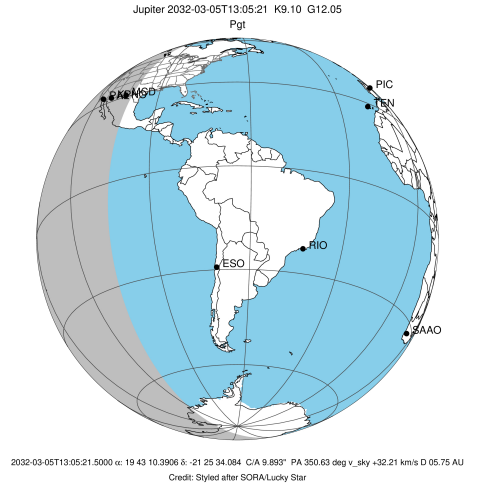 Jupiter 2032-03-05T13:05:21 K9.10 G12.05
Pgt
PIC
TEN
MCD
RIO
ESO
SAAO
2032-03-05T13:05:21.5000 α: 19 43 10.3906 δ: -21 25 34.084 C/A 9.893" PA 350.63 deg v_sky +32.21 km/s D 05.75 AU
Credit: Styled after SORA/Lucky Star